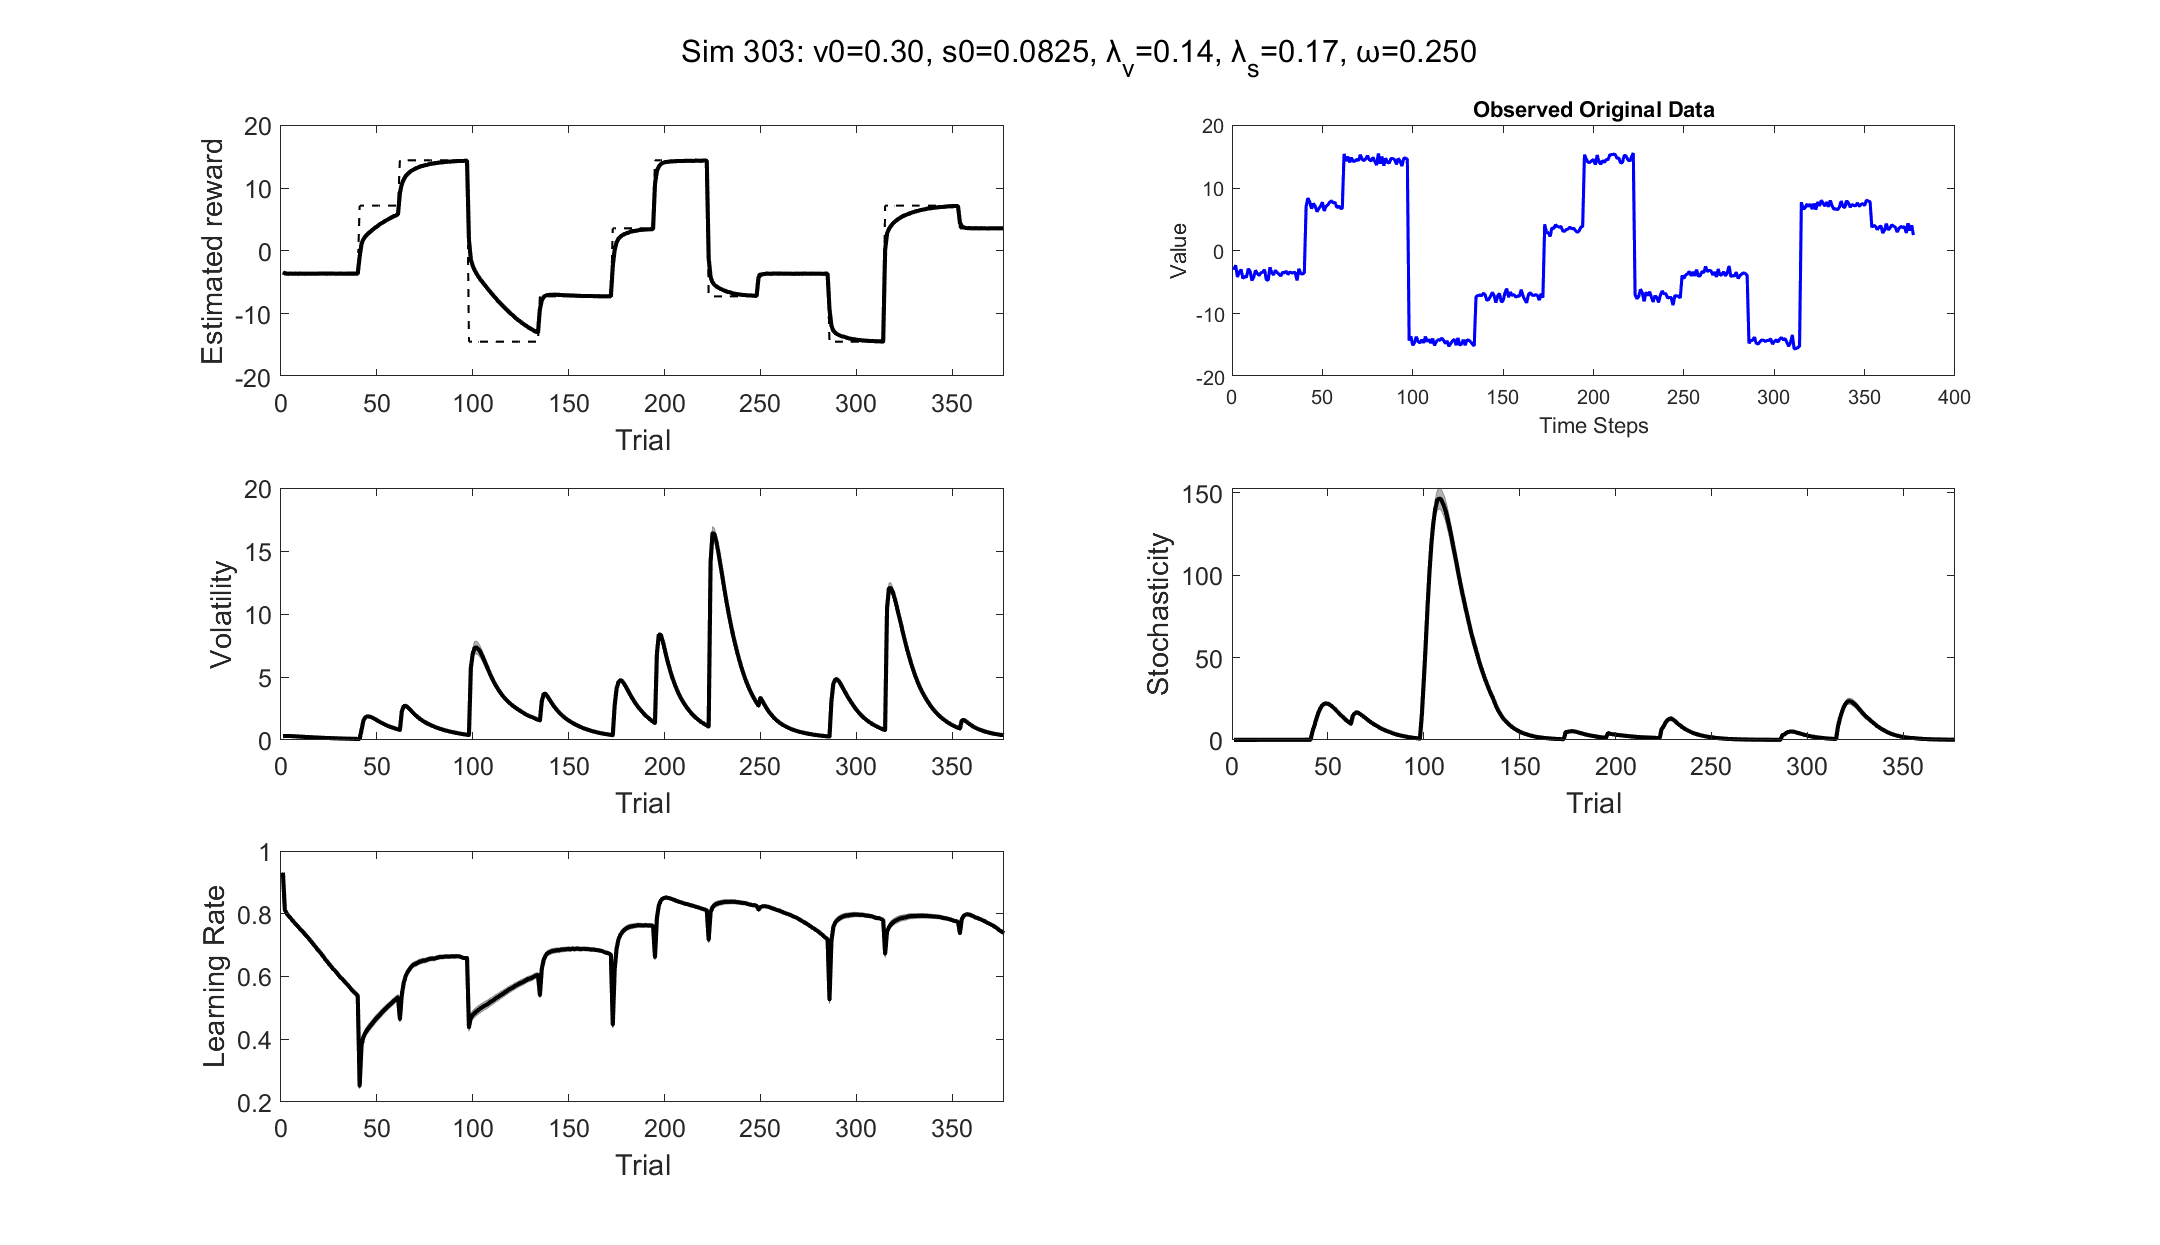 Sim 303: v0=0.30, s0=0.0825, λv=0.14, λs=0.17, ω=0.250
20
10
0
-10
-20
Estimated reward
0 50 100 150 200 250 300 350
Trial
Observed Original Data
20
10
0
-10
-20
Value
0 50 100 150 200 250 300 350 400
Time Steps
20
15
10
5
0
Volatility
0 50 100 150 200 250 300 350
Trial
150
100
50
0
Stochasticity
0 50 100 150 200 250 300 350
Trial
1
0.8
0.6
0.4
0.2
Learning Rate
0 50 100 150 200 250 300 350
Trial